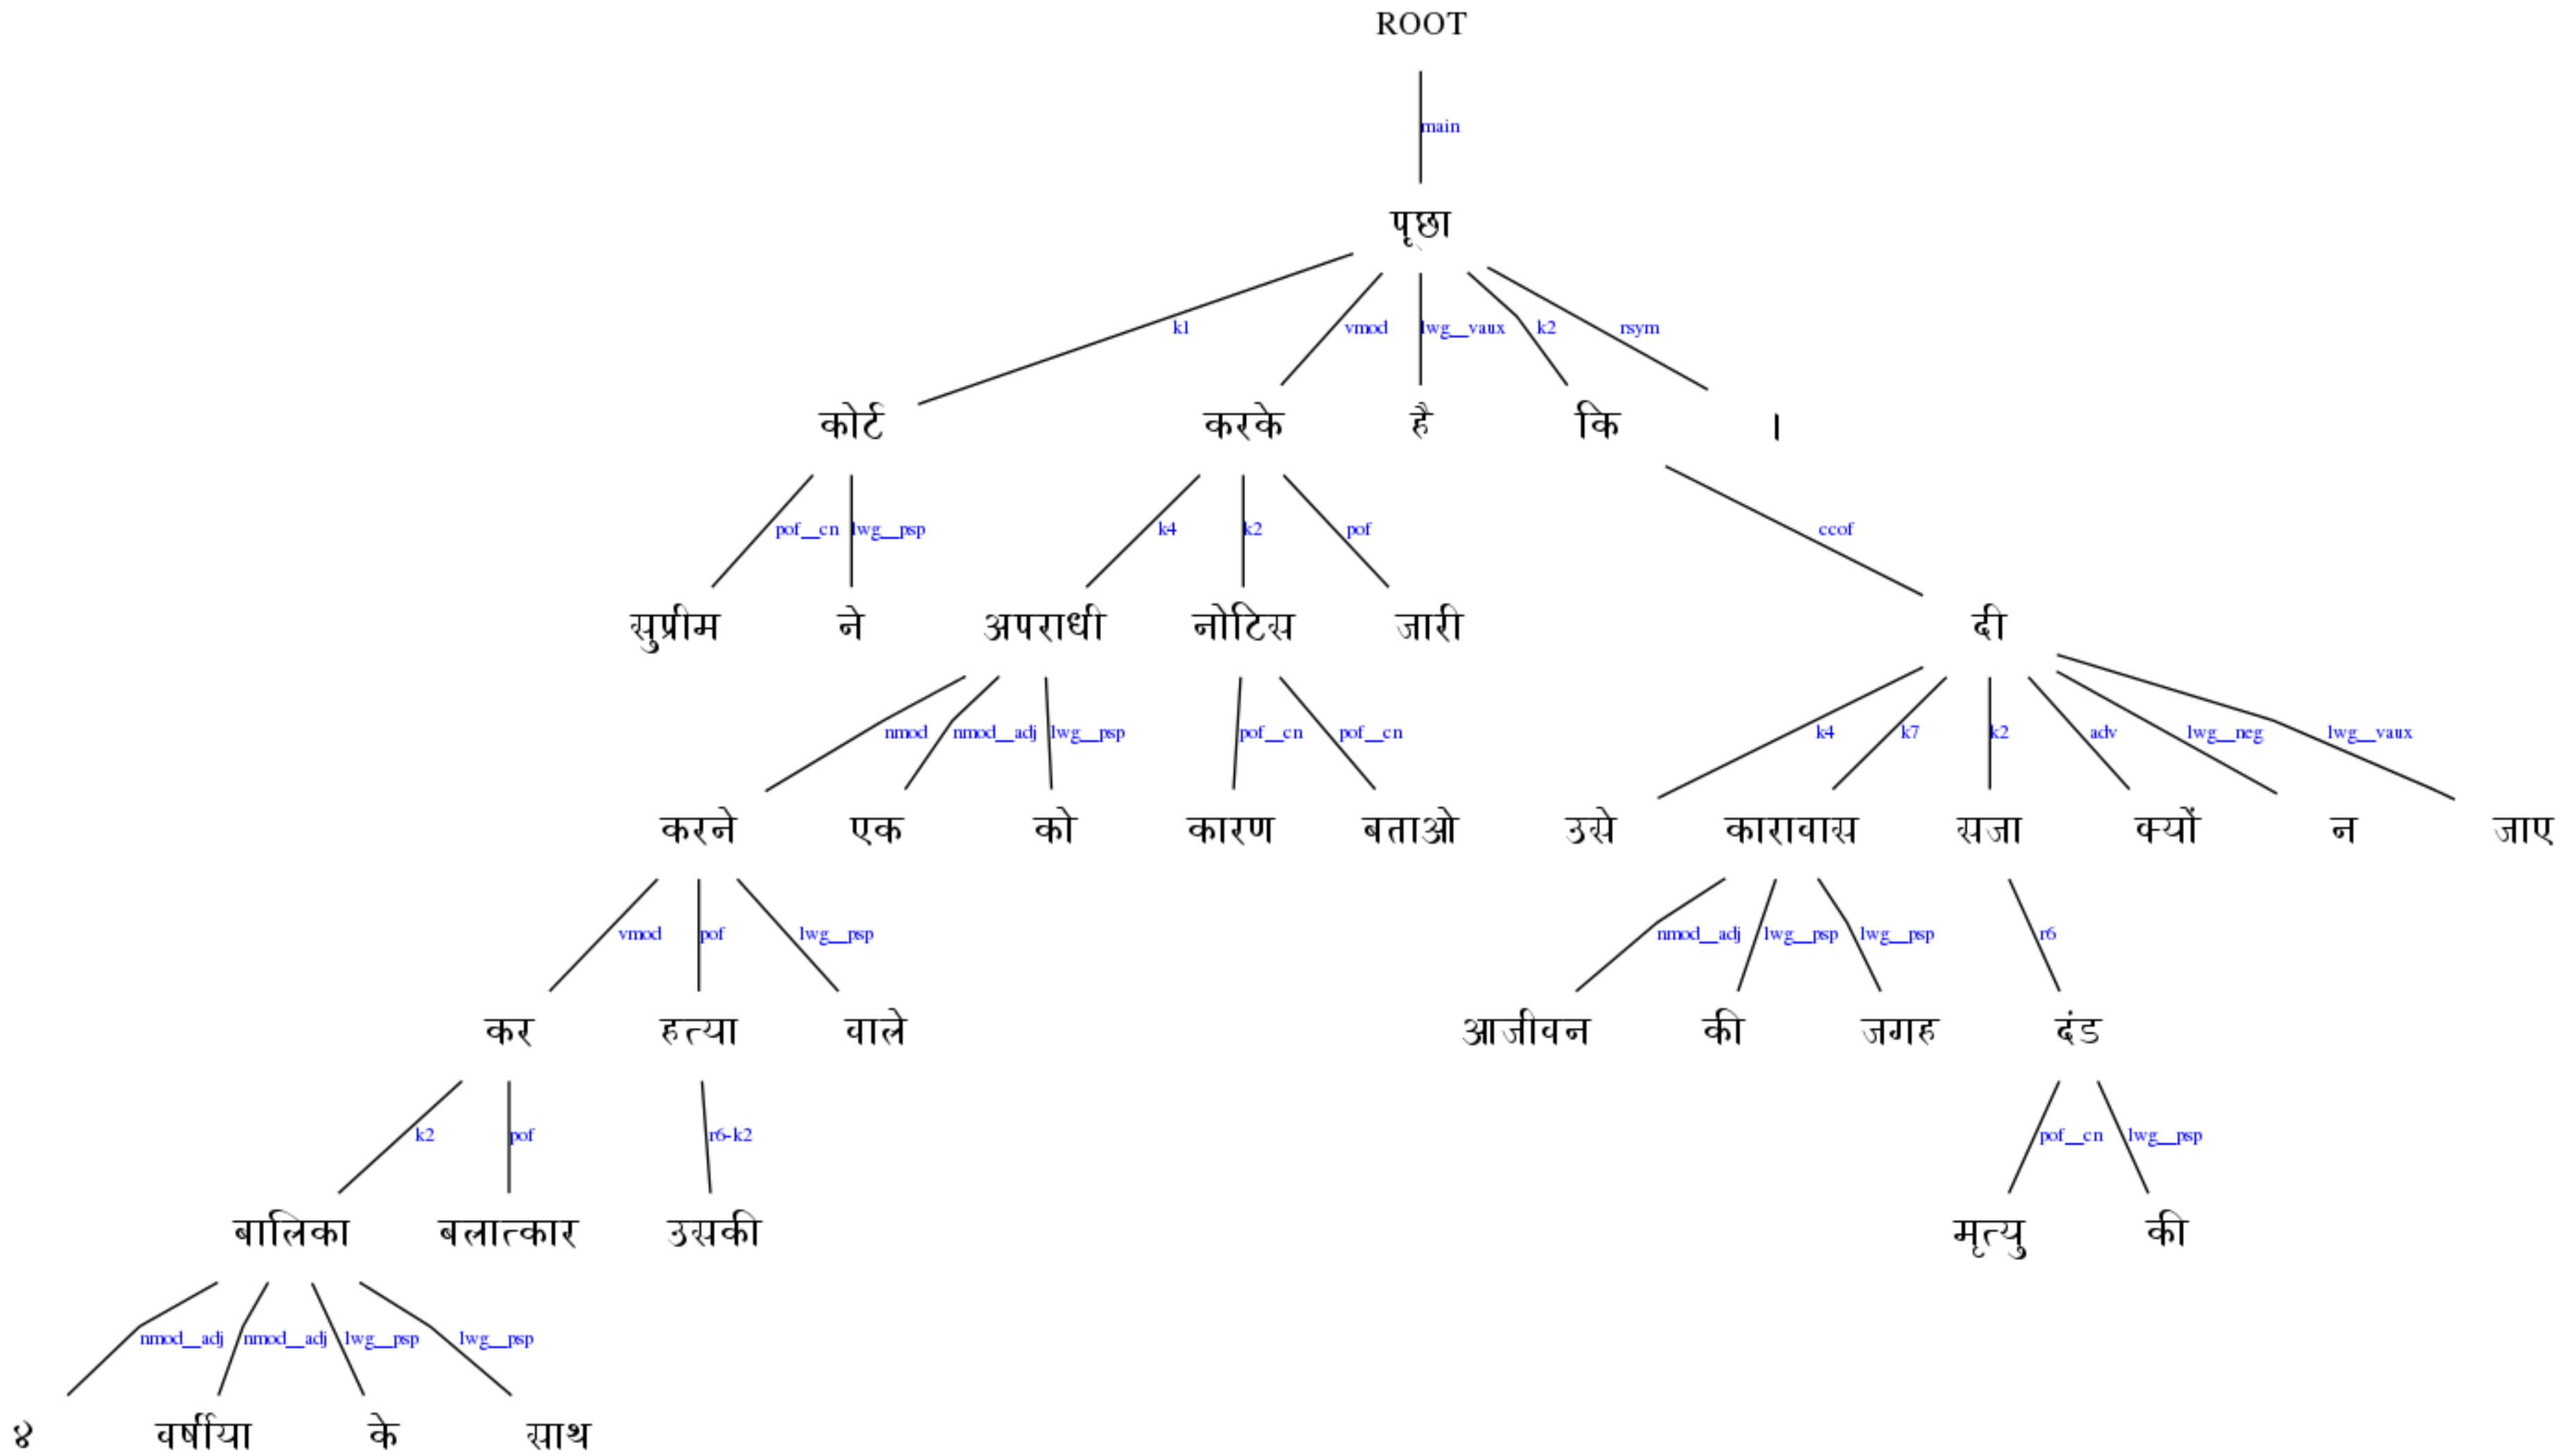 ROOT
main
पूछा
k1 vmod lwg__vaux k2 rsym
कोर्ट करके है कि ।
pof__cn lwg__psp k4 k2 pof ccof
सुप्रीम ने अपराधी नोटिस जारी दी
nmod nmod__adj lwg__psp pof__cn pof__cn k4 k7 k2 adv lwg__neg lwg__vaux
करने एक को कारण बताओ उसे कारावास सजा क्यों न जाए
vmod pof lwg__psp nmod__adj lwg__psp lwg__psp r6
कर हत्या वाले आजीवन की जगह दंड
k2 pof r6-k2 pof__cn lwg__psp
बालिका बलात्कार उसकी मृत्यु की
nmod__adj nmod__adj lwg__psp lwg__psp
४ वर्षीया के साथ